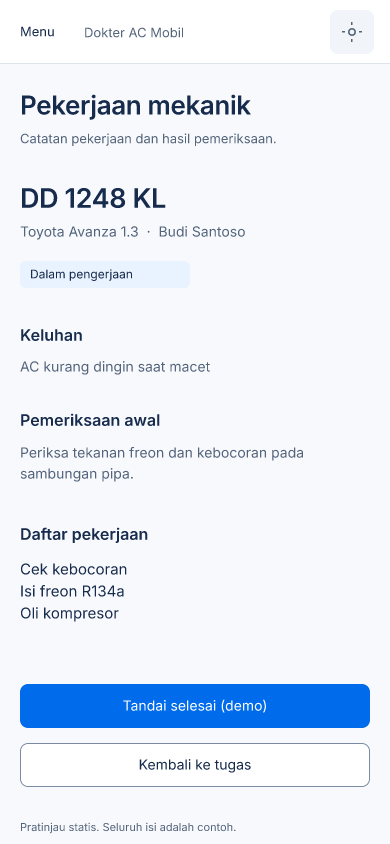 Menu
Dokter AC Mobil
Pekerjaan mekanik
Catatan pekerjaan dan hasil pemeriksaan.
DD 1248 KL
Toyota Avanza 1.3 · Budi Santoso
Dalam pengerjaan
Keluhan
AC kurang dingin saat macet
Pemeriksaan awal
Periksa tekanan freon dan kebocoran pada
sambungan pipa.
Daftar pekerjaan
Cek kebocoran
Isi freon R134a
Oli kompresor
Tandai selesai (demo)
Kembali ke tugas
Pratinjau statis. Seluruh isi adalah contoh.